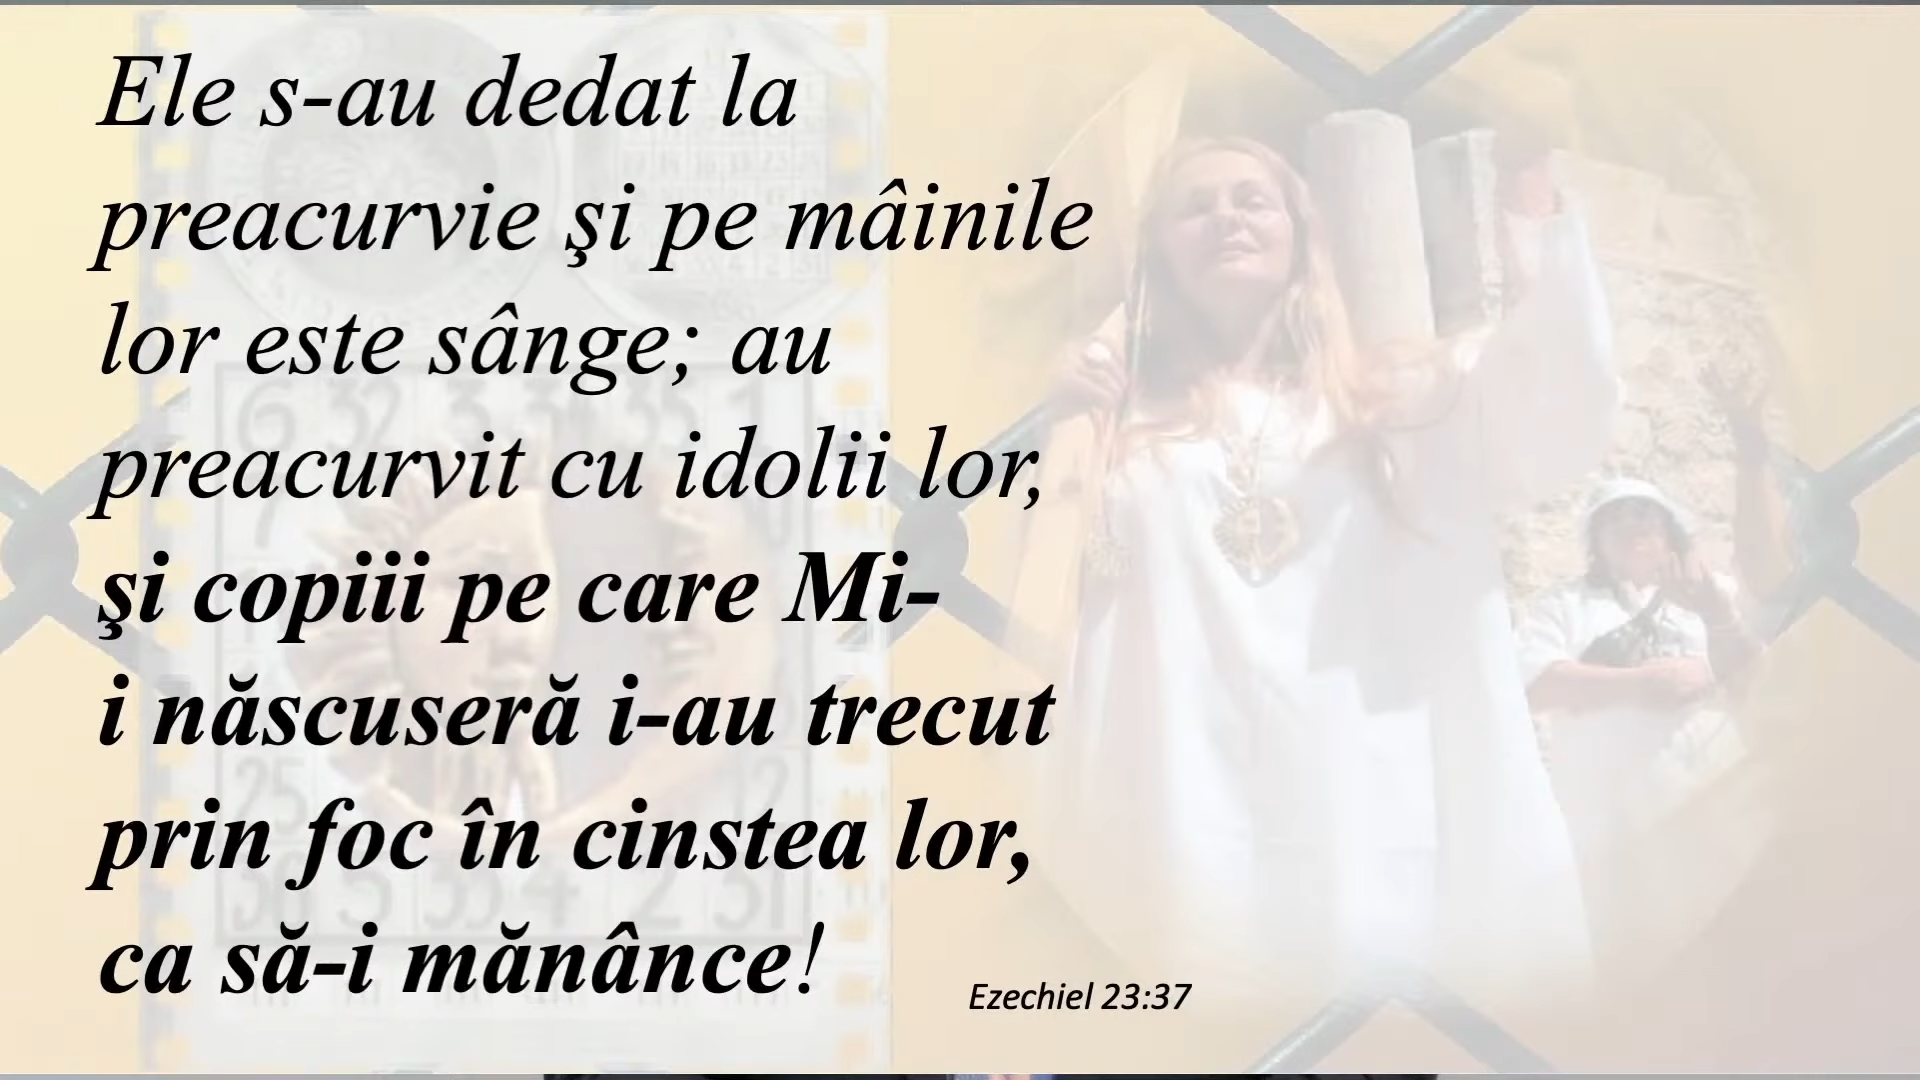 Ele s-au dedat la
preacurvie şi pe mâinile
lor este sânge; au
preacurvit cu idolii lor,
şi copiii pe care Mi-
i născuseră i-au trecut
prin foc în cinstea lor,
ca să-i mănânce!
Ezechiel 23:37